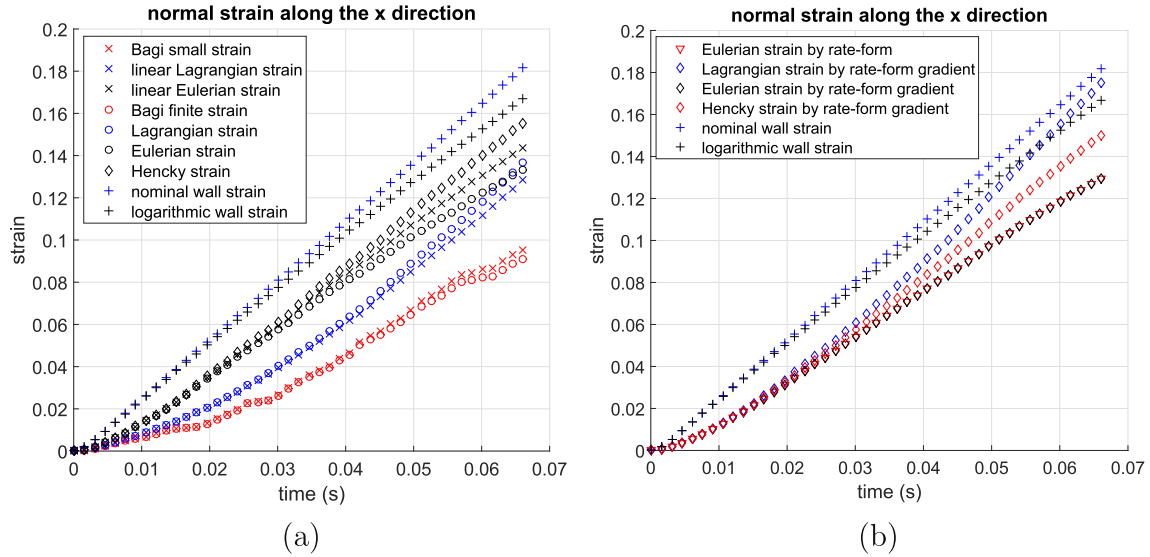 normal strain along the x direction
0.2
0.18
0.16
0.14
0.12
0.1
0.08
0.06
0.04
0.02
0
strain
Bagi small strain
linear Lagrangian strain
linear Eulerian strain
Bagi finite strain
Lagrangian strain
Eulerian strain
Hencky strain
nominal wall strain
logarithmic wall strain
0 0.01 0.02 0.03 0.04 0.05 0.06 0.07
time (s)
(a)
normal strain along the x direction
0.2
0.18
0.16
0.14
0.12
0.1
0.08
0.06
0.04
0.02
0
strain
Eulerian strain by rate-form
Lagrangian strain by rate-form gradient
Eulerian strain by rate-form gradient
Hencky strain by rate-form gradient
nominal wall strain
logarithmic wall strain
0 0.01 0.02 0.03 0.04 0.05 0.06 0.07
time (s)
(b)